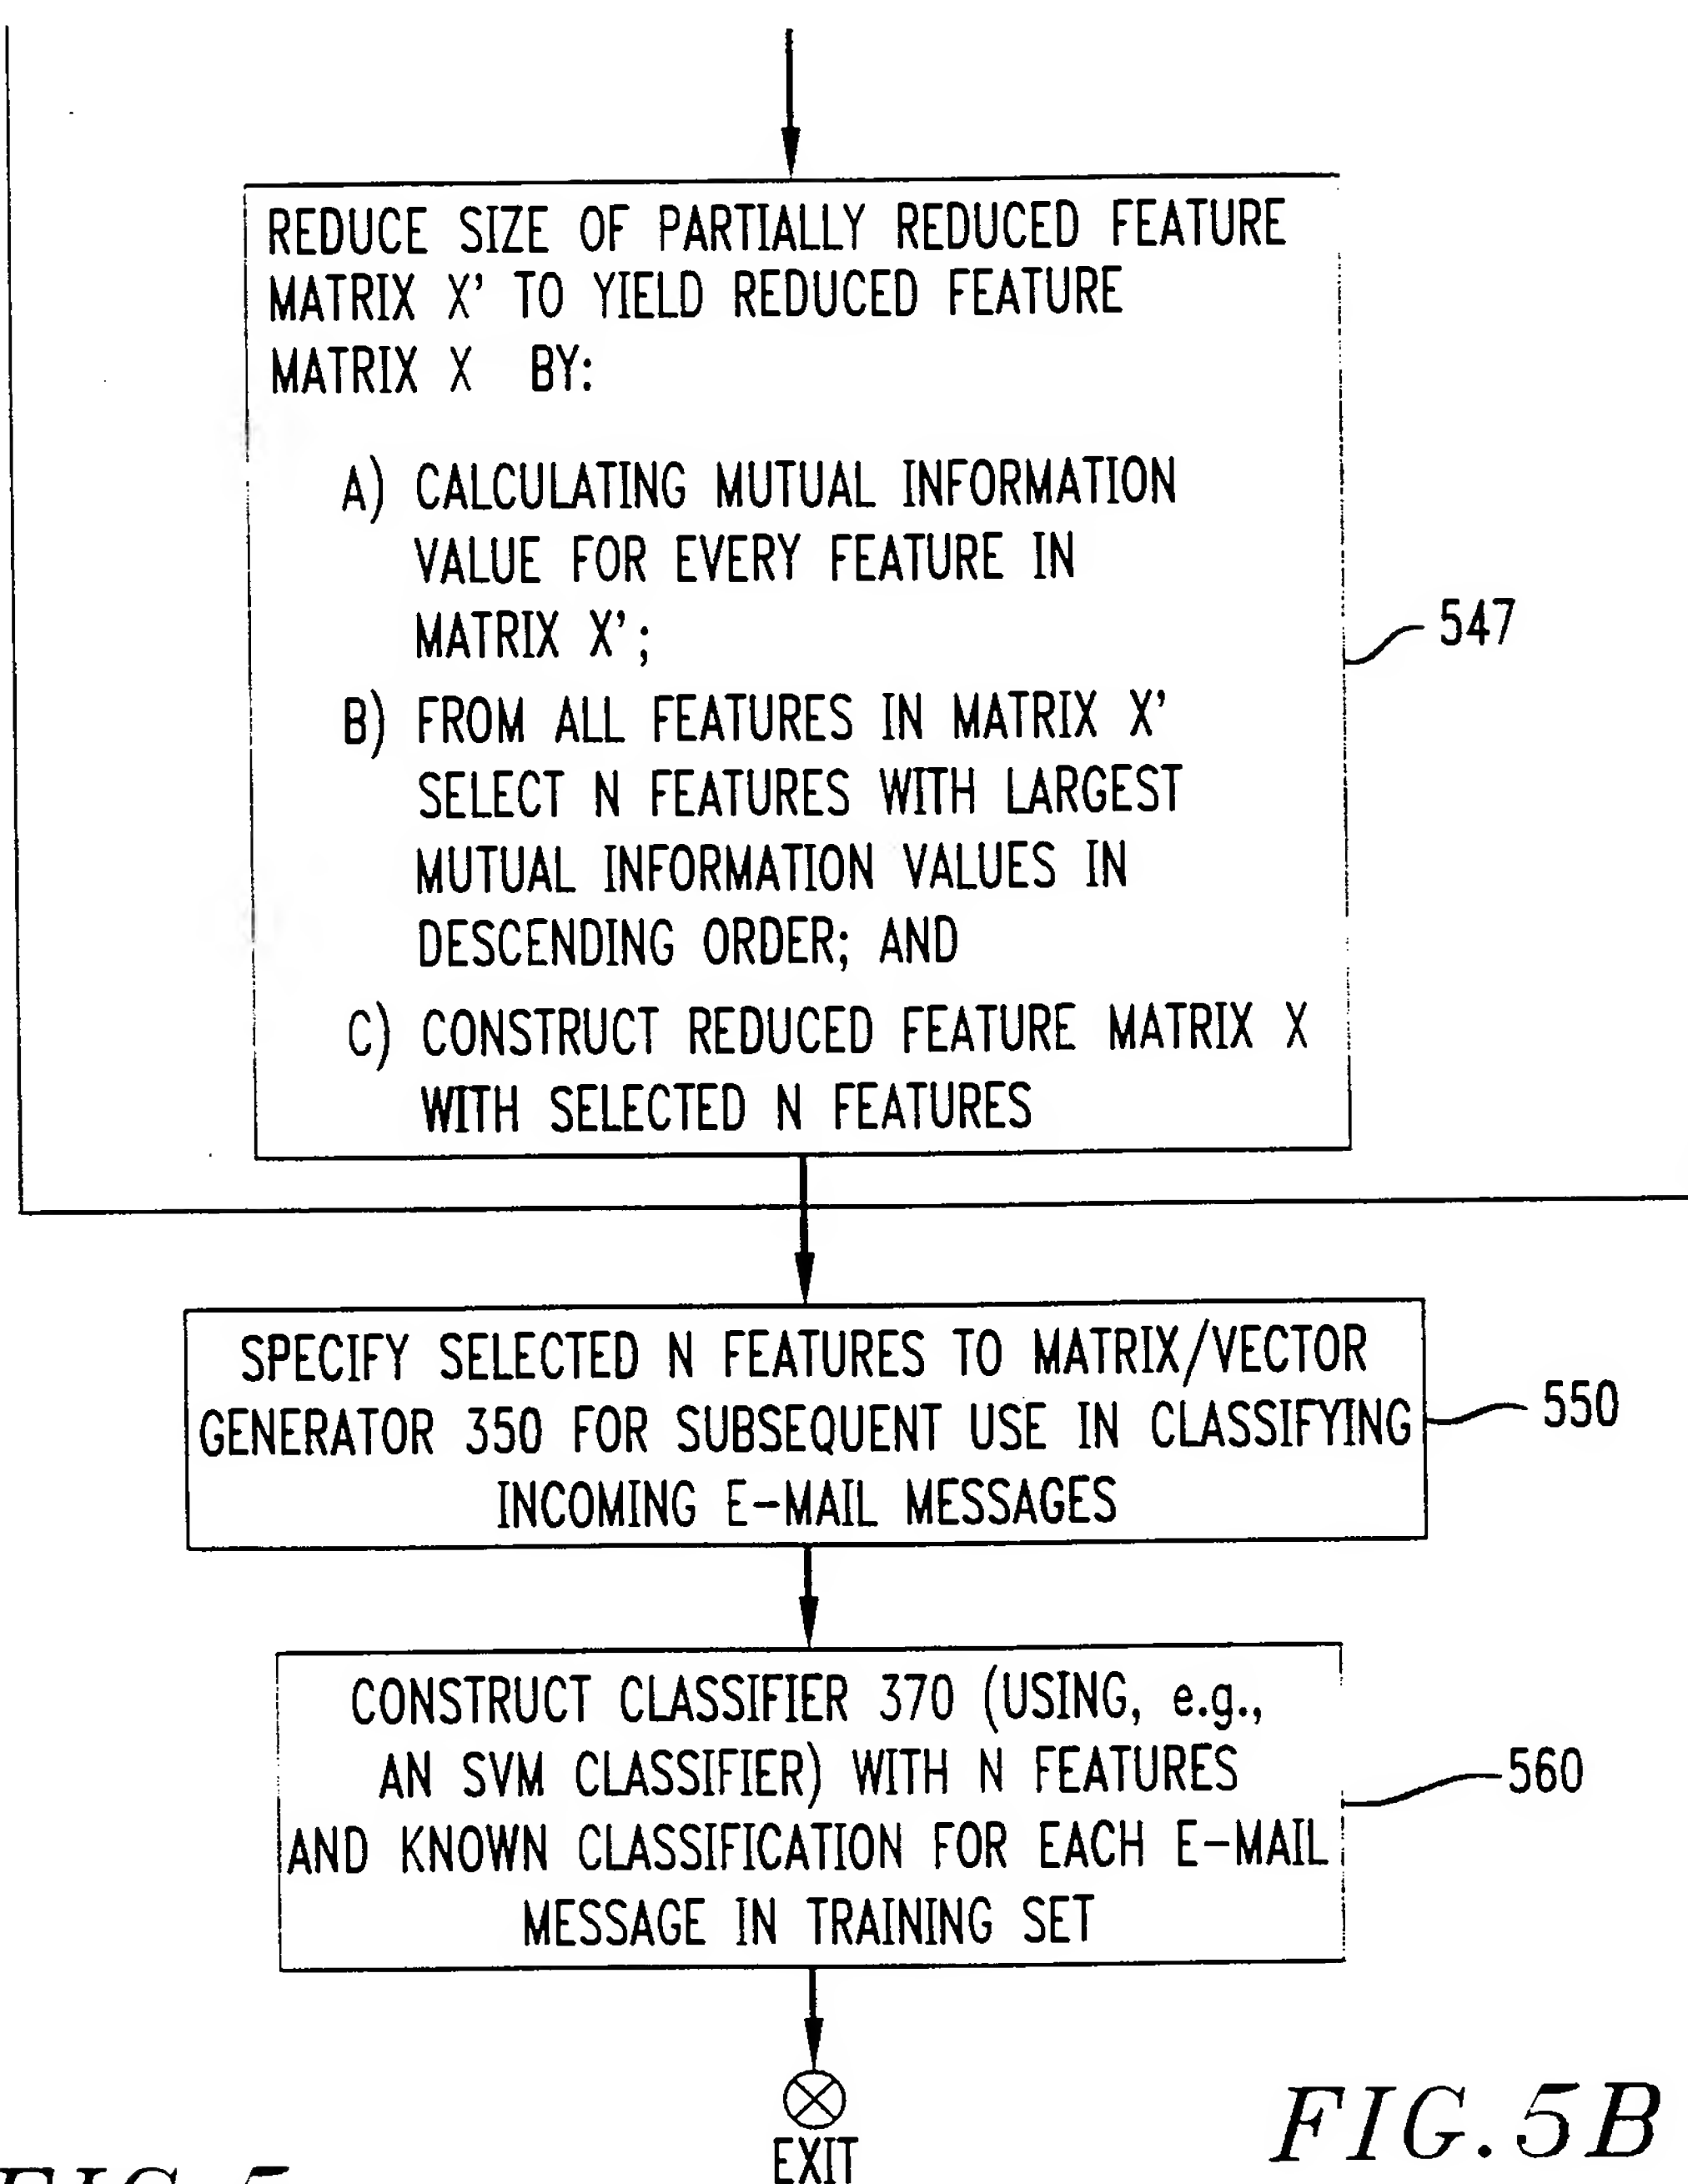 REDUCE SIZE OF PARTIALLY REDUCED FEATURE
MATRIX X' TO YIELD REDUCED FEATURE
MATRIX X BY:
A) CALCULATING MUTUAL INFORMATION
VALUE FOR EVERY FEATURE IN
MATRIX X';
B) FROM ALL FEATURES IN MATRIX X'
SELECT N FEATURES WITH LARGEST
MUTUAL INFORMATION VALUES IN
DESCENDING ORDER; AND
C) CONSTRUCT REDUCED FEATURE MATRIX X
WITH SELECTED N FEATURES
547
SPECIFY SELECTED N FEATURES TO MATRIX/VECTOR
GENERATOR 350 FOR SUBSEQUENT USE IN CLASSIFYING
INCOMING E-MAIL MESSAGES
550
CONSTRUCT CLASSIFIER 370 (USING, e.g.,
AN SVM CLASSIFIER) WITH N FEATURES
AND KNOWN CLASSIFICATION FOR EACH E-MAIL
MESSAGE IN TRAINING SET
560
EXIT
FIG.5B